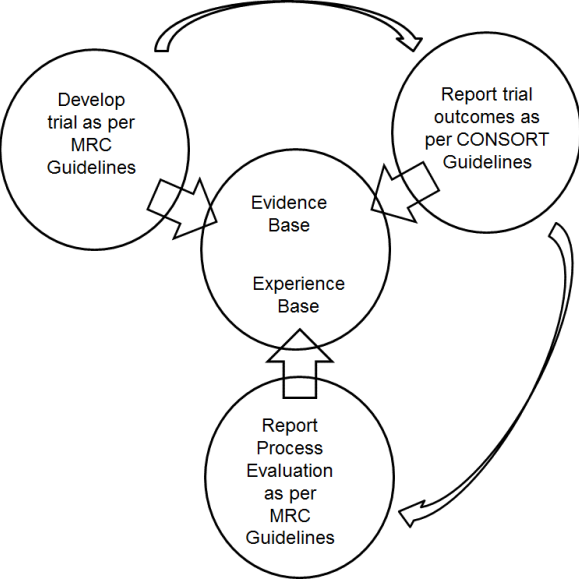 Develop
trial as per
MRC
Guidelines
Report trial
outcomes as
per CONSORT
Guidelines
Evidence
Base
Experience
Base
Report
Process
Evaluation
as per
MRC
Guidelines